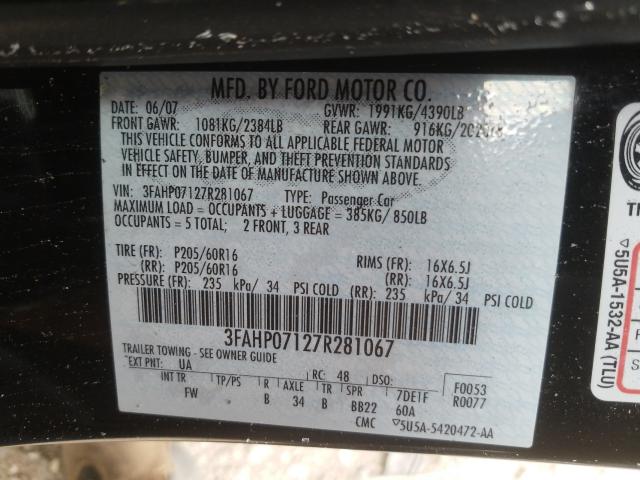 MFD. BY FORD MOTOR CO.
DATE: 06/07 GVWR: 1991KG/4390LB
FRONT GAWR: 1081KG/2384LB REAR GAWR: 916KG/
THIS VEHICLE CONFORMS TO ALL APPLICABLE FEDERAL MOTOR
VEHICLE SAFETY, BUMPER, AND THEFT PREVENTION STANDARDS
IN EFFECT ON THE DATE OF MANUFACTURE SHOWN ABOVE.
VIN: 3FAHP07127R281067 TYPE: Passenger Car
MAXIMUM LOAD = OCCUPANTS + LUGGAGE = 385KG/ 850LB
OCCUPANTS = 5 TOTAL; 2 FRONT, 3 REAR
TIRE (FR): P205/60R16 RIMS (FR): 16X6.5J
(RR): P205/60R16 (RR): 16X6.5J
PRESSURE (FR): 235 kPa/ 34 PSI COLD (RR): 235 kPa/ 34 PSI COLD
3FAHP07127R281067
TRAILER TOWING - SEE OWNER GUIDE
*EXT PNT: UA RC: 48 DSO: F0053
INT TR TP/PS R AXLE TR SPR 7DE1F R0077
FW B 34 B BB22 60A
CMC ▽5U5A-5420472-AA
▽5U5A-1532-AA (TLU)